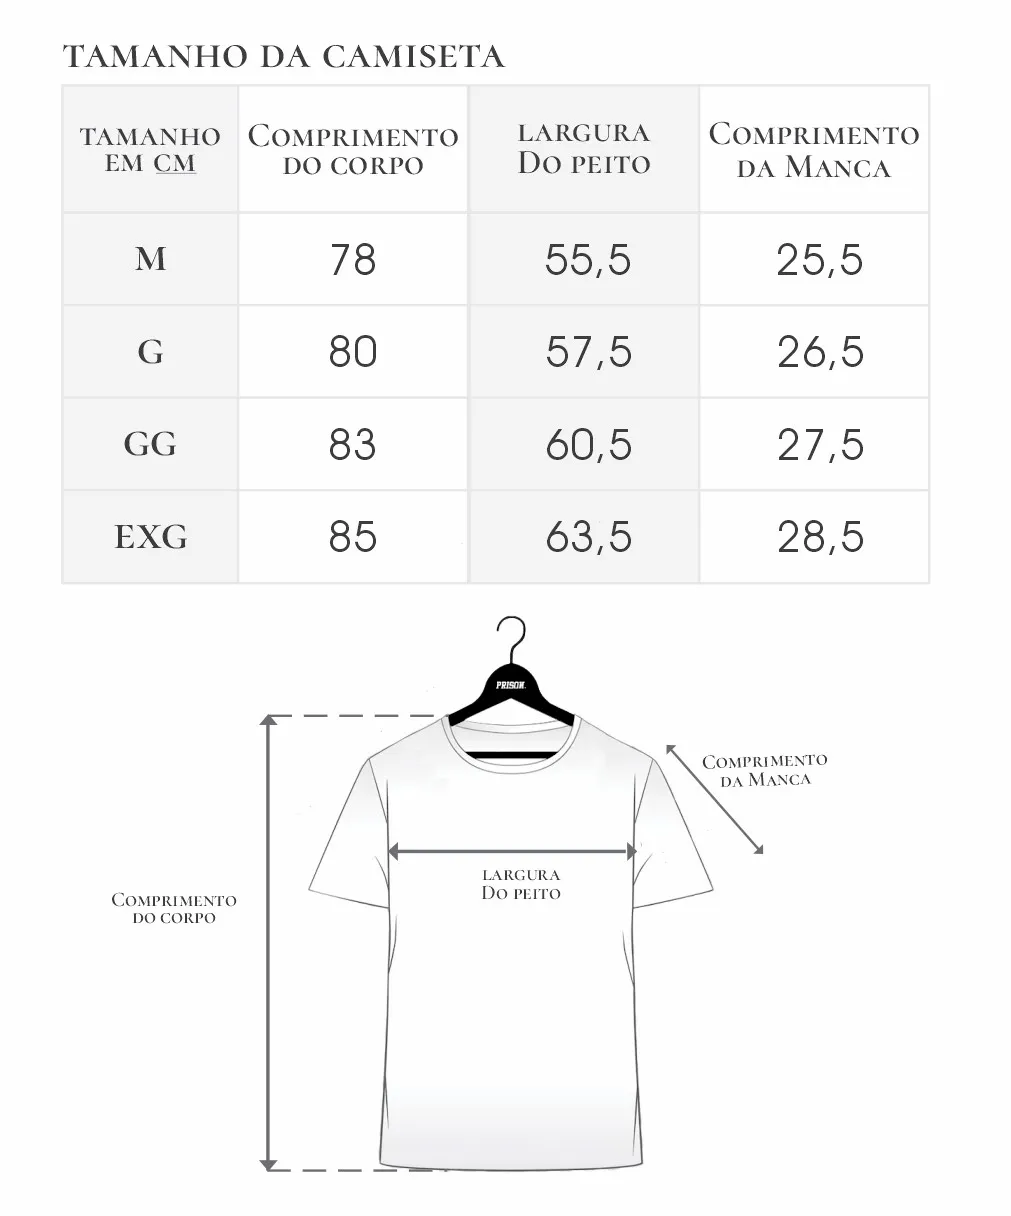 TAMANHO DA CAMISETA
TAMANHO
EM CM
COMPRIMENTO
DO CORPO
LARGURA
DO PEITO
COMPRIMENTO
DA MANCA
M
78
55,5
25,5
G
80
57,5
26,5
GG
83
60,5
27,5
EXG
85
63,5
28,5
PRISON.
COMPRIMENTO
DA MANCA
LARGURA
DO PEITO
COMPRIMENTO
DO CORPO